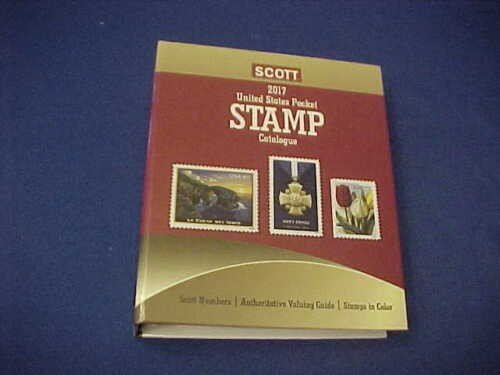 SCOTT
2017
United States Pocket
STAMP
Catalogue
Scott Numbers | Authoritative Valuing Guide | Stamps in Color